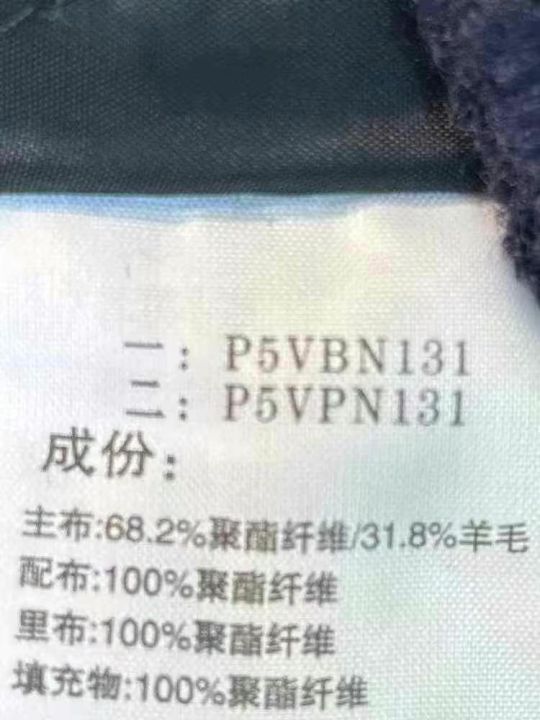 一：P5VBN131
二：P5VPN131
成份：
主布:68.2%聚酯纤维/31.8%羊毛
配布:100%聚酯纤维
里布:100%聚酯纤维
填充物:100%聚酯纤维